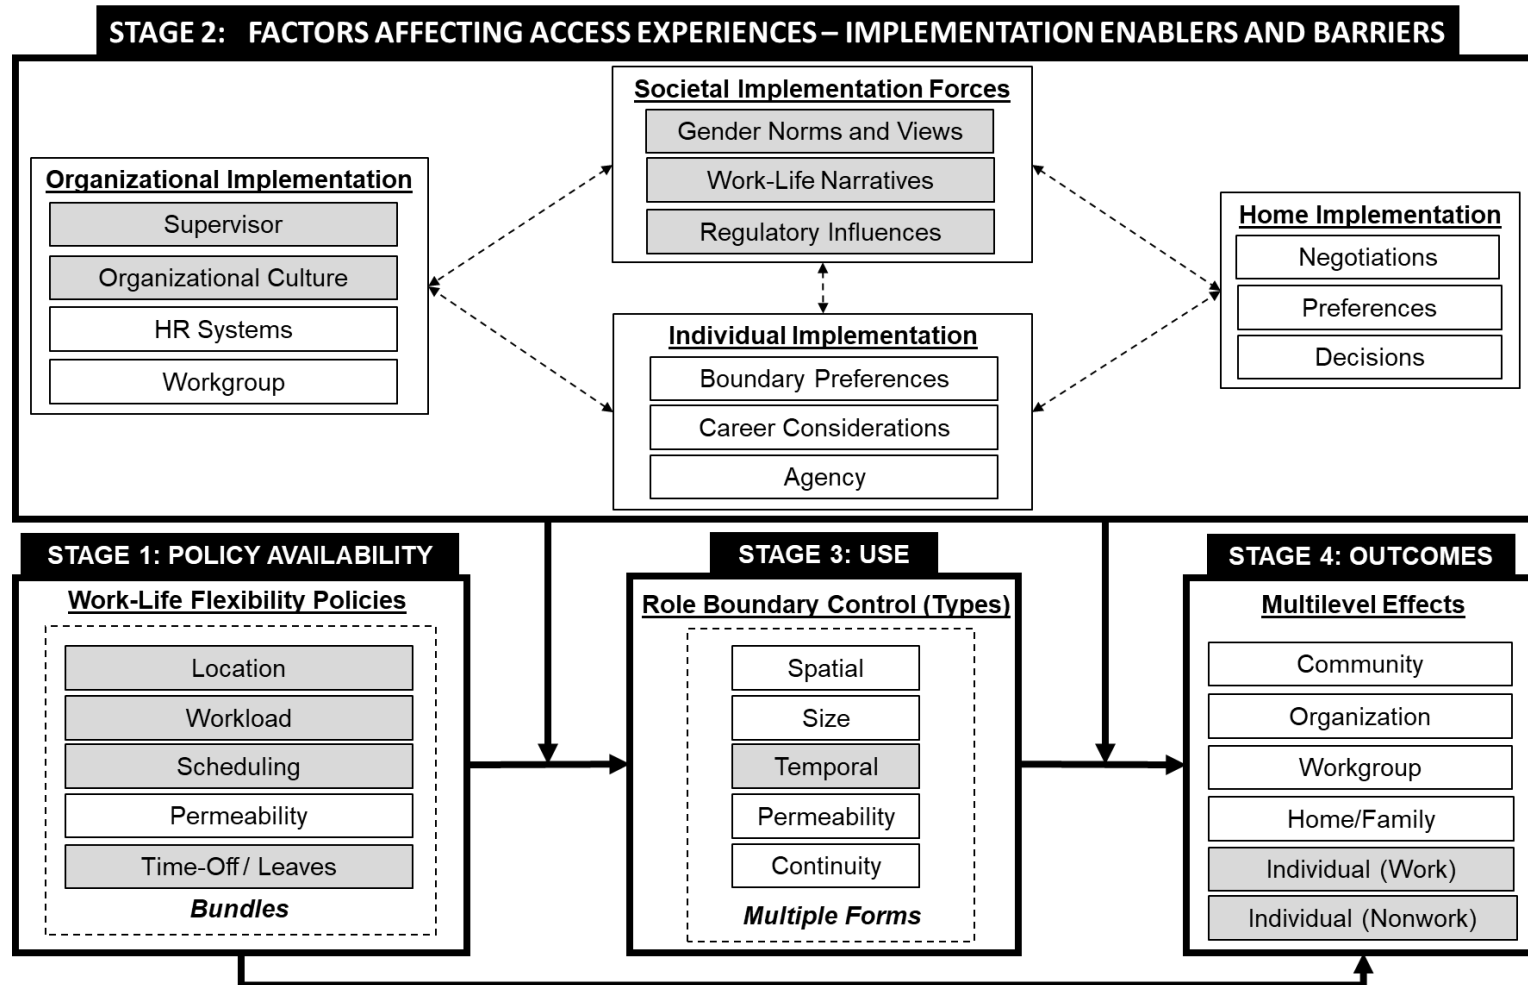 STAGE 2: FACTORS AFFECTING ACCESS EXPERIENCES – IMPLEMENTATION ENABLERS AND BARRIERS
Organizational Implementation
Supervisor
Organizational Culture
HR Systems
Workgroup
Societal Implementation Forces
Gender Norms and Views
Work-Life Narratives
Regulatory Influences
Individual Implementation
Boundary Preferences
Career Considerations
Agency
Home Implementation
Negotiations
Preferences
Decisions
STAGE 1: POLICY AVAILABILITY
Work-Life Flexibility Policies
Location
Workload
Scheduling
Permeability
Time-Off / Leaves
Bundles
STAGE 3: USE
Role Boundary Control (Types)
Spatial
Size
Temporal
Permeability
Continuity
Multiple Forms
STAGE 4: OUTCOMES
Multilevel Effects
Community
Organization
Workgroup
Home/Family
Individual (Work)
Individual (Nonwork)